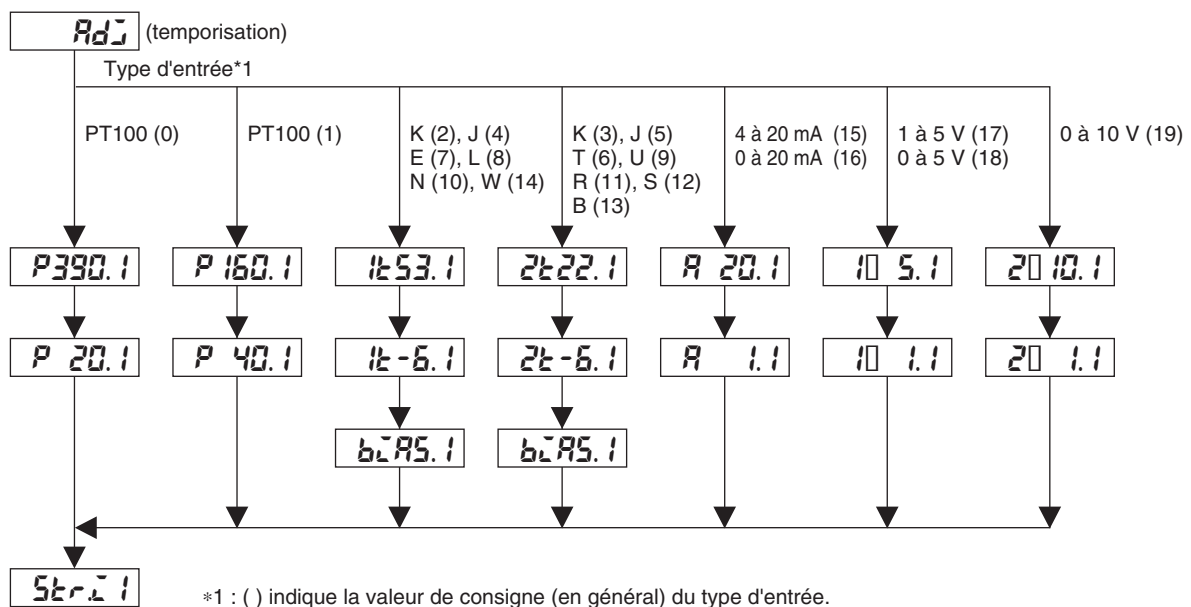 AdJ (temporisation)
Type d'entrée*1
PT100 (0)
PT100 (1)
K (2), J (4)
E (7), L (8)
N (10), W (14)
K (3), J (5)
T (6), U (9)
R (11), S (12)
B (13)
4 à 20 mA (15)
0 à 20 mA (16)
1 à 5 V (17)
0 à 5 V (18)
0 à 10 V (19)
P390.1
P160.1
1t53.1
2t22.1
A 20.1
1▯ 5.1
2▯10.1
P 20.1
P 40.1
1t-6.1
2t-6.1
A 1.1
1▯ 1.1
2▯ 1.1
biAS.1
biAS.1
Str.i 1
*1 : ( ) indique la valeur de consigne (en général) du type d'entrée.